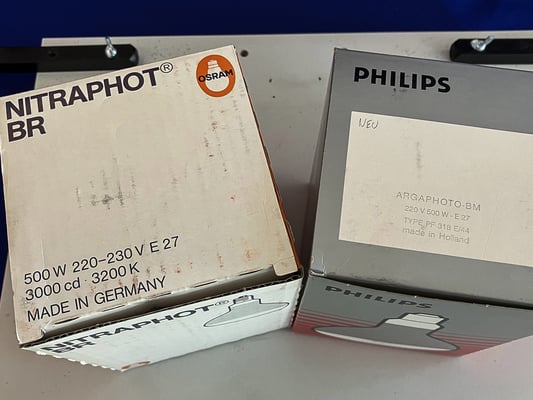 NITRAPHOT®
BR
OSRAM
500 W 220-230 V E 27
3000 cd · 3200 K
MADE IN GERMANY
NITRAPHOT®
BR
PHILIPS
NEU
ARGAPHOTO-BM
220 V 500 W - E 27
TYPE PF 318 E/44
made in Holland
PHILIPS